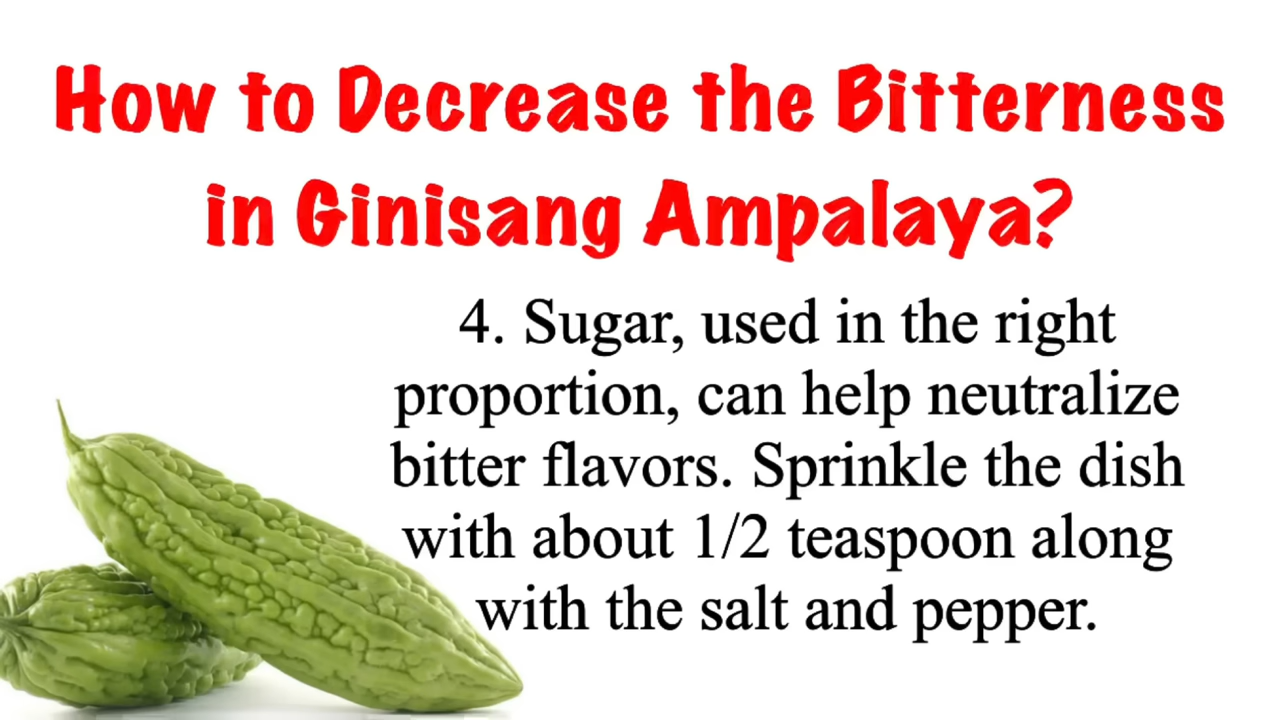 How to Decrease the Bitterness
in Ginisang Ampalaya?
4. Sugar, used in the right
proportion, can help neutralize
bitter flavors. Sprinkle the dish
with about 1/2 teaspoon along
with the salt and pepper.